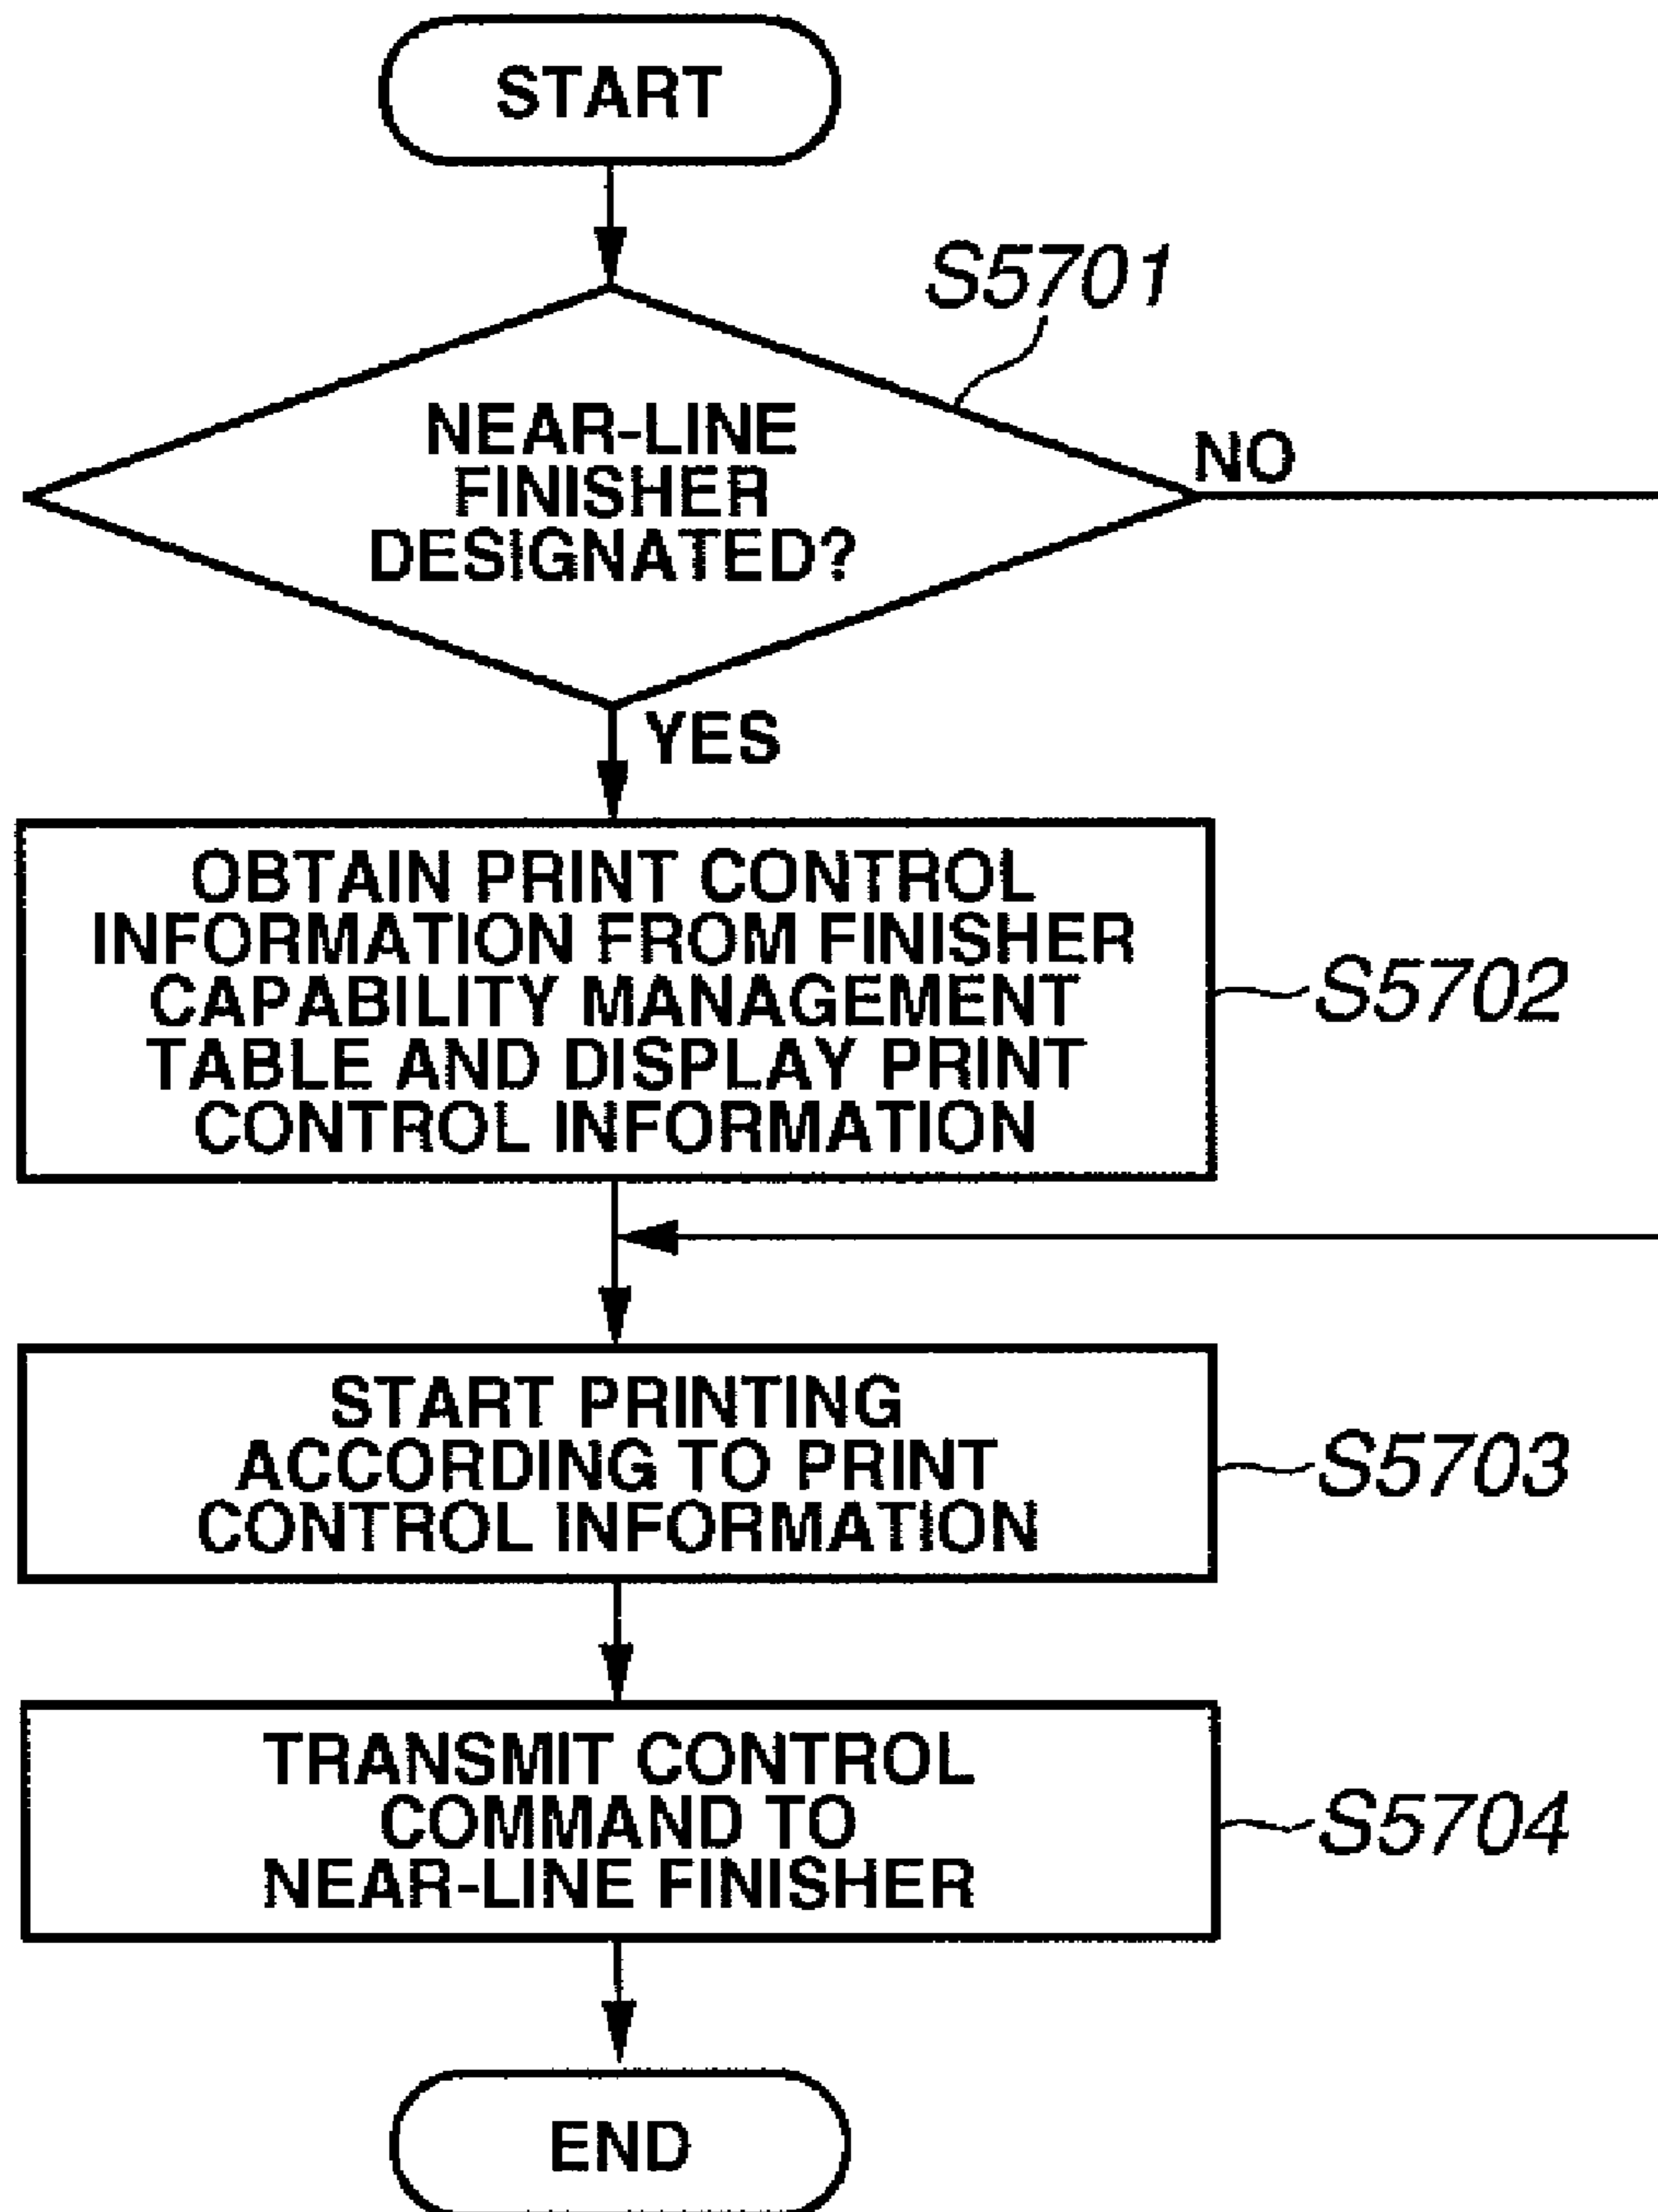 START
S5701
NEAR-LINE
FINISHER
DESIGNATED?
NO
YES
OBTAIN PRINT CONTROL
INFORMATION FROM FINISHER
CAPABILITY MANAGEMENT
TABLE AND DISPLAY PRINT
CONTROL INFORMATION
S5702
START PRINTING
ACCORDING TO PRINT
CONTROL INFORMATION
S5703
TRANSMIT CONTROL
COMMAND TO
NEAR-LINE FINISHER
S5704
END